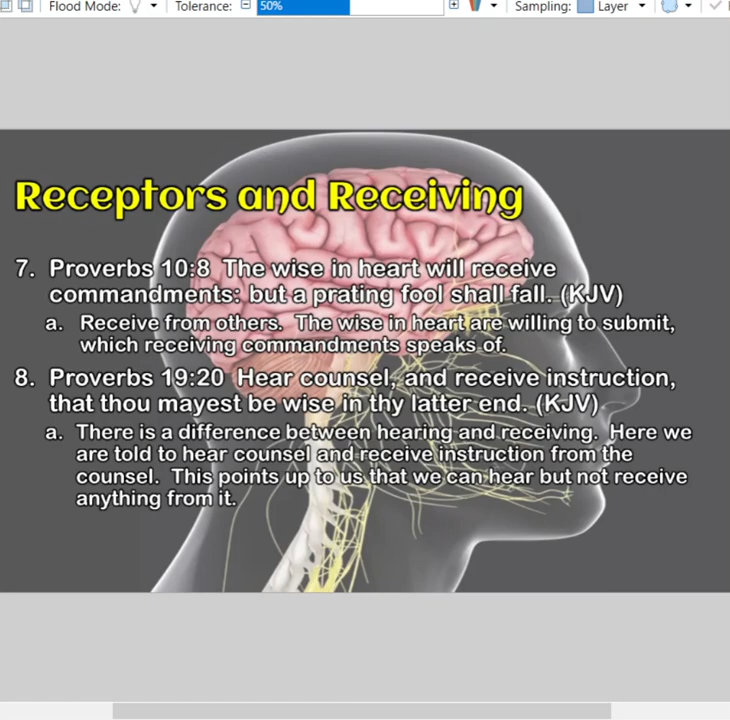 Flood Mode: Tolerance: 50% Sampling: Layer
Receptors and Receiving
7. Proverbs 10:8 The wise in heart will receive
commandments: but a prating fool shall fall. (KJV)
a. Receive from others. The wise in heart are willing to submit,
which receiving commandments speaks of.
8. Proverbs 19:20 Hear counsel, and receive instruction,
that thou mayest be wise in thy latter end. (KJV)
a. There is a difference between hearing and receiving. Here we
are told to hear counsel and receive instruction from the
counsel. This points up to us that we can hear but not receive
anything from it.